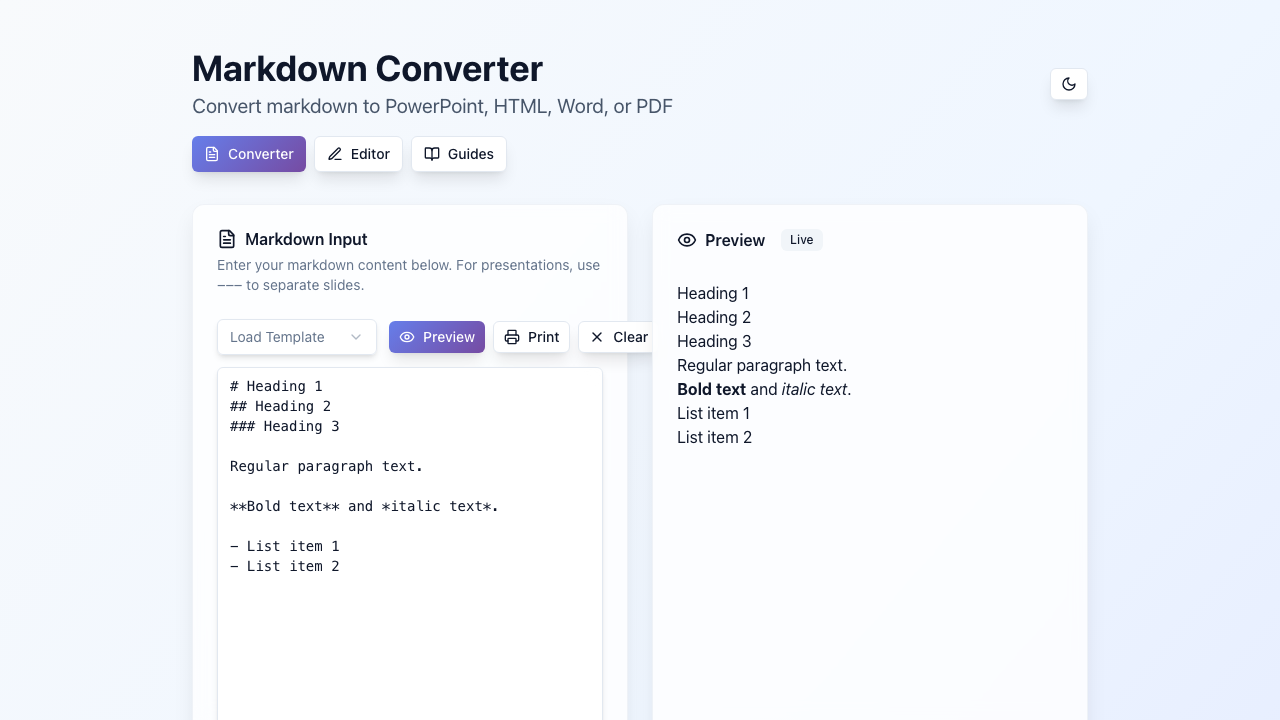 Markdown Converter
Convert markdown to PowerPoint, HTML, Word, or PDF
Converter Editor Guides
Markdown Input
Enter your markdown content below. For presentations, use
--- to separate slides.
Load Template Preview Print Clear
# Heading 1
## Heading 2
### Heading 3
Regular paragraph text.
**Bold text** and *italic text*.
- List item 1
- List item 2
Preview Live
Heading 1
Heading 2
Heading 3
Regular paragraph text.
Bold text and italic text.
List item 1
List item 2